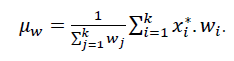 μ_w = \frac{1}{\sum_{j=1}^{k} w_j} \sum_{i=1}^{k} x_i^* . w_i .